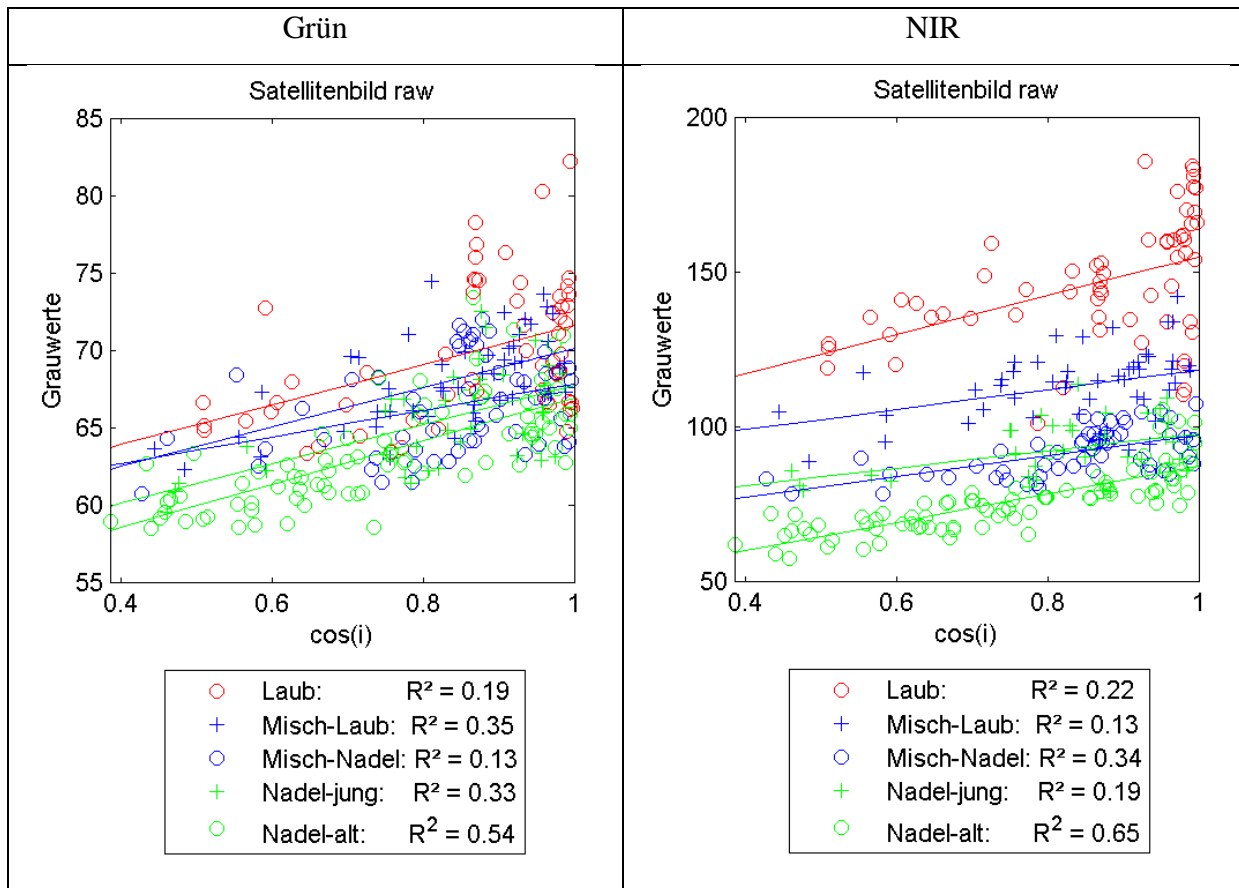 Grün
NIR
Satellitenbild raw
85
80
75
70
65
60
55
Grauwerte
0.4 0.6 0.8 1
cos(i)
Laub: R² = 0.19
Misch-Laub: R² = 0.35
Misch-Nadel: R² = 0.13
Nadel-jung: R² = 0.33
Nadel-alt: R² = 0.54
Satellitenbild raw
200
150
100
50
Grauwerte
0.4 0.6 0.8 1
cos(i)
Laub: R² = 0.22
Misch-Laub: R² = 0.13
Misch-Nadel: R² = 0.34
Nadel-jung: R² = 0.19
Nadel-alt: R² = 0.65